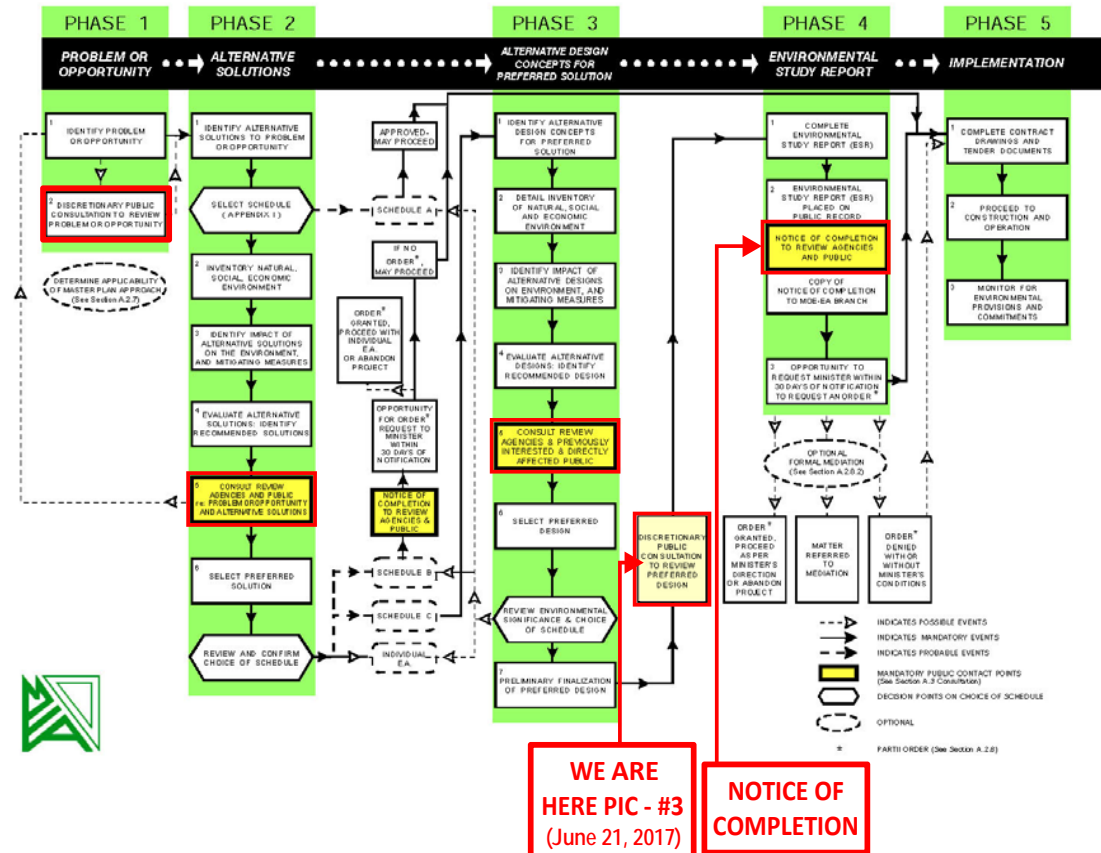 PHASE 1
PHASE 2
PHASE 3
PHASE 4
PHASE 5
PROBLEM OR
OPPORTUNITY
ALTERNATIVE
SOLUTIONS
ALTERNATIVE DESIGN
CONCEPTS FOR
PREFERRED SOLUTION
ENVIRONMENTAL
STUDY REPORT
IMPLEMENTATION
1
IDENTIFY PROBLEM
OR OPPORTUNITY
2
DISCRETIONARY PUBLIC
CONSULTATION TO REVIEW
PROBLEM OR OPPORTUNITY
DETERMINE APPLICABILITY
OF MASTER PLAN APPROACH
(See Section A.2.7)
1
IDENTIFY ALTERNATIVE
SOLUTIONS TO PROBLEM
OR OPPORTUNITY
SELECT SCHEDULE
(APPENDIX I)
2
INVENTORY NATURAL,
SOCIAL, ECONOMIC
ENVIRONMENT
3
IDENTIFY IMPACT OF
ALTERNATIVE SOLUTIONS
ON THE ENVIRONMENT,
AND MITIGATING MEASURES
4
EVALUATE ALTERNATIVE
SOLUTIONS: IDENTIFY
RECOMMENDED SOLUTIONS
5
CONSULT REVIEW
AGENCIES AND PUBLIC
re: PROBLEM OR OPPORTUNITY
AND ALTERNATIVE SOLUTIONS
6
SELECT PREFERRED
SOLUTION
REVIEW AND CONFIRM
CHOICE OF SCHEDULE
APPROVED-
MAY PROCEED
SCHEDULE A
IF NO
ORDER*,
MAY PROCEED
ORDER*
GRANTED,
PROCEED WITH
INDIVIDUAL
E.A.
OR ABANDON
PROJECT
OPPORTUNITY
FOR ORDER*
REQUEST TO
MINISTER
WITHIN
30 DAYS OF
NOTIFICATION
NOTICE OF
COMPLETION
TO REVIEW
AGENCIES &
PUBLIC
SCHEDULE B
SCHEDULE C
INDIVIDUAL
E.A.
1
IDENTIFY ALTERNATIVE
DESIGN CONCEPTS
FOR PREFERRED
SOLUTION
2
DETAIL INVENTORY
OF NATURAL, SOCIAL
AND ECONOMIC
ENVIRONMENT
3
IDENTIFY IMPACT OF
ALTERNATIVE DESIGNS
ON ENVIRONMENT, AND
MITIGATING MEASURES
4
EVALUATE ALTERNATIVE
DESIGNS: IDENTIFY
RECOMMENDED DESIGN
CONSULT REVIEW
AGENCIES & PREVIOUSLY
INTERESTED & DIRECTLY
AFFECTED PUBLIC
6
SELECT PREFERRED
DESIGN
REVIEW ENVIRONMENTAL
SIGNIFICANCE & CHOICE
OF SCHEDULE
7
PRELIMINARY FINALIZATION
OF PREFERRED DESIGN
DISCRETIONARY
PUBLIC
CONSULTATION
TO REVIEW
PREFERRED
DESIGN
1
COMPLETE
ENVIRONMENTAL
STUDY REPORT (ESR)
2
ENVIRONMENTAL
STUDY REPORT (ESR)
PLACED ON
PUBLIC RECORD
NOTICE OF COMPLETION
TO REVIEW AGENCIES
AND PUBLIC
COPY OF
NOTICE OF COMPLETION
TO MOE-EA BRANCH
3
OPPORTUNITY TO
REQUEST MINISTER WITHIN
30 DAYS OF NOTIFICATION
TO REQUEST AN ORDER*
OPTIONAL
FORMAL MEDIATION
(See Section A.2.8.2)
ORDER*
GRANTED,
PROCEED
AS PER
MINISTER'S
DIRECTION
OR ABANDON
PROJECT
MATTER
REFERRED
TO
MEDIATION
ORDER*
DENIED WITH
OR WITHOUT
MINISTER'S
CONDITIONS
1
COMPLETE CONTRACT
DRAWINGS AND
TENDER DOCUMENTS
2
PROCEED TO
CONSTRUCTION AND
OPERATION
3
MONITOR FOR
ENVIRONMENTAL
PROVISIONS AND
COMMITMENTS
INDICATES POSSIBLE EVENTS
INDICATES MANDATORY EVENTS
INDICATES PROBABLE EVENTS
MANDATORY PUBLIC CONTACT POINTS
(See Section A.3 Consultation)
DECISION POINTS ON CHOICE OF SCHEDULE
OPTIONAL
* PART II ORDER (See Section A.2.8)
MEA
WE ARE
HERE PIC - #3
(June 21, 2017)
NOTICE OF
COMPLETION